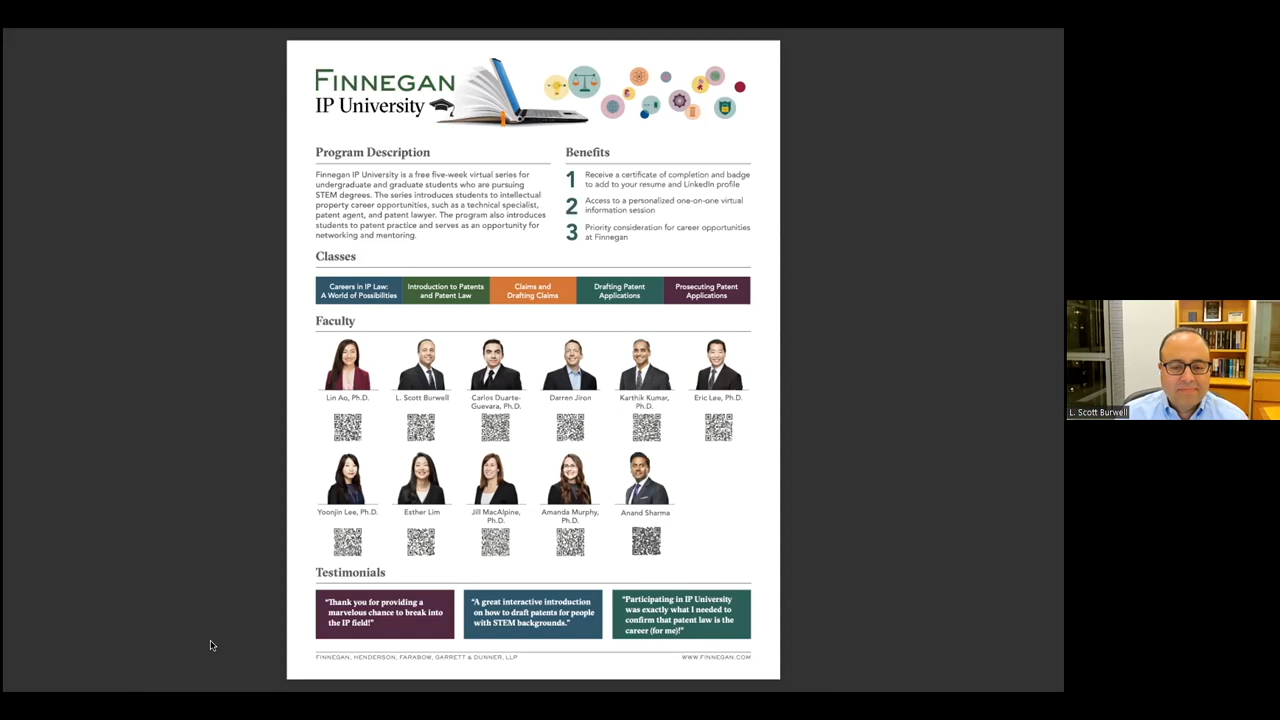 FINNEGAN
IP University
Program Description
Finnegan IP University is a free five-week virtual series for
undergraduate and graduate students who are pursuing
STEM degrees. The series introduces students to intellectual
property career opportunities, such as a technical specialist,
patent agent, and patent lawyer. The program also introduces
students to patent practice and serves as an opportunity for
networking and mentoring.
Benefits
1 Receive a certificate of completion and badge
to add to your resume and LinkedIn profile
2 Access to a personalized one-on-one virtual
information session
3 Priority consideration for career opportunities
at Finnegan
Classes
Careers in IP Law:
A World of Possibilities
Introduction to Patents
and Patent Law
Claims and
Drafting Claims
Drafting Patent
Applications
Prosecuting Patent
Applications
Faculty
Lin Ao, Ph.D.
L. Scott Burwell
Carlos Duarte-
Guevara, Ph.D.
Darren Jiron
Karthik Kumar,
Ph.D.
Eric Lee, Ph.D.
Yoonjin Lee, Ph.D.
Esther Lim
Jill MacAlpine,
Ph.D.
Amanda Murphy,
Ph.D.
Anand Sharma
Testimonials
“Thank you for providing a
marvelous chance to break into
the IP field!”
“A great interactive introduction
on how to draft patents for people
with STEM backgrounds.”
“Participating in IP University
was exactly what I needed to
confirm that patent law is the
career (for me)!”
FINNEGAN, HENDERSON, FARABOW, GARRETT & DUNNER, LLP
WWW.FINNEGAN.COM
L. Scott Burwell